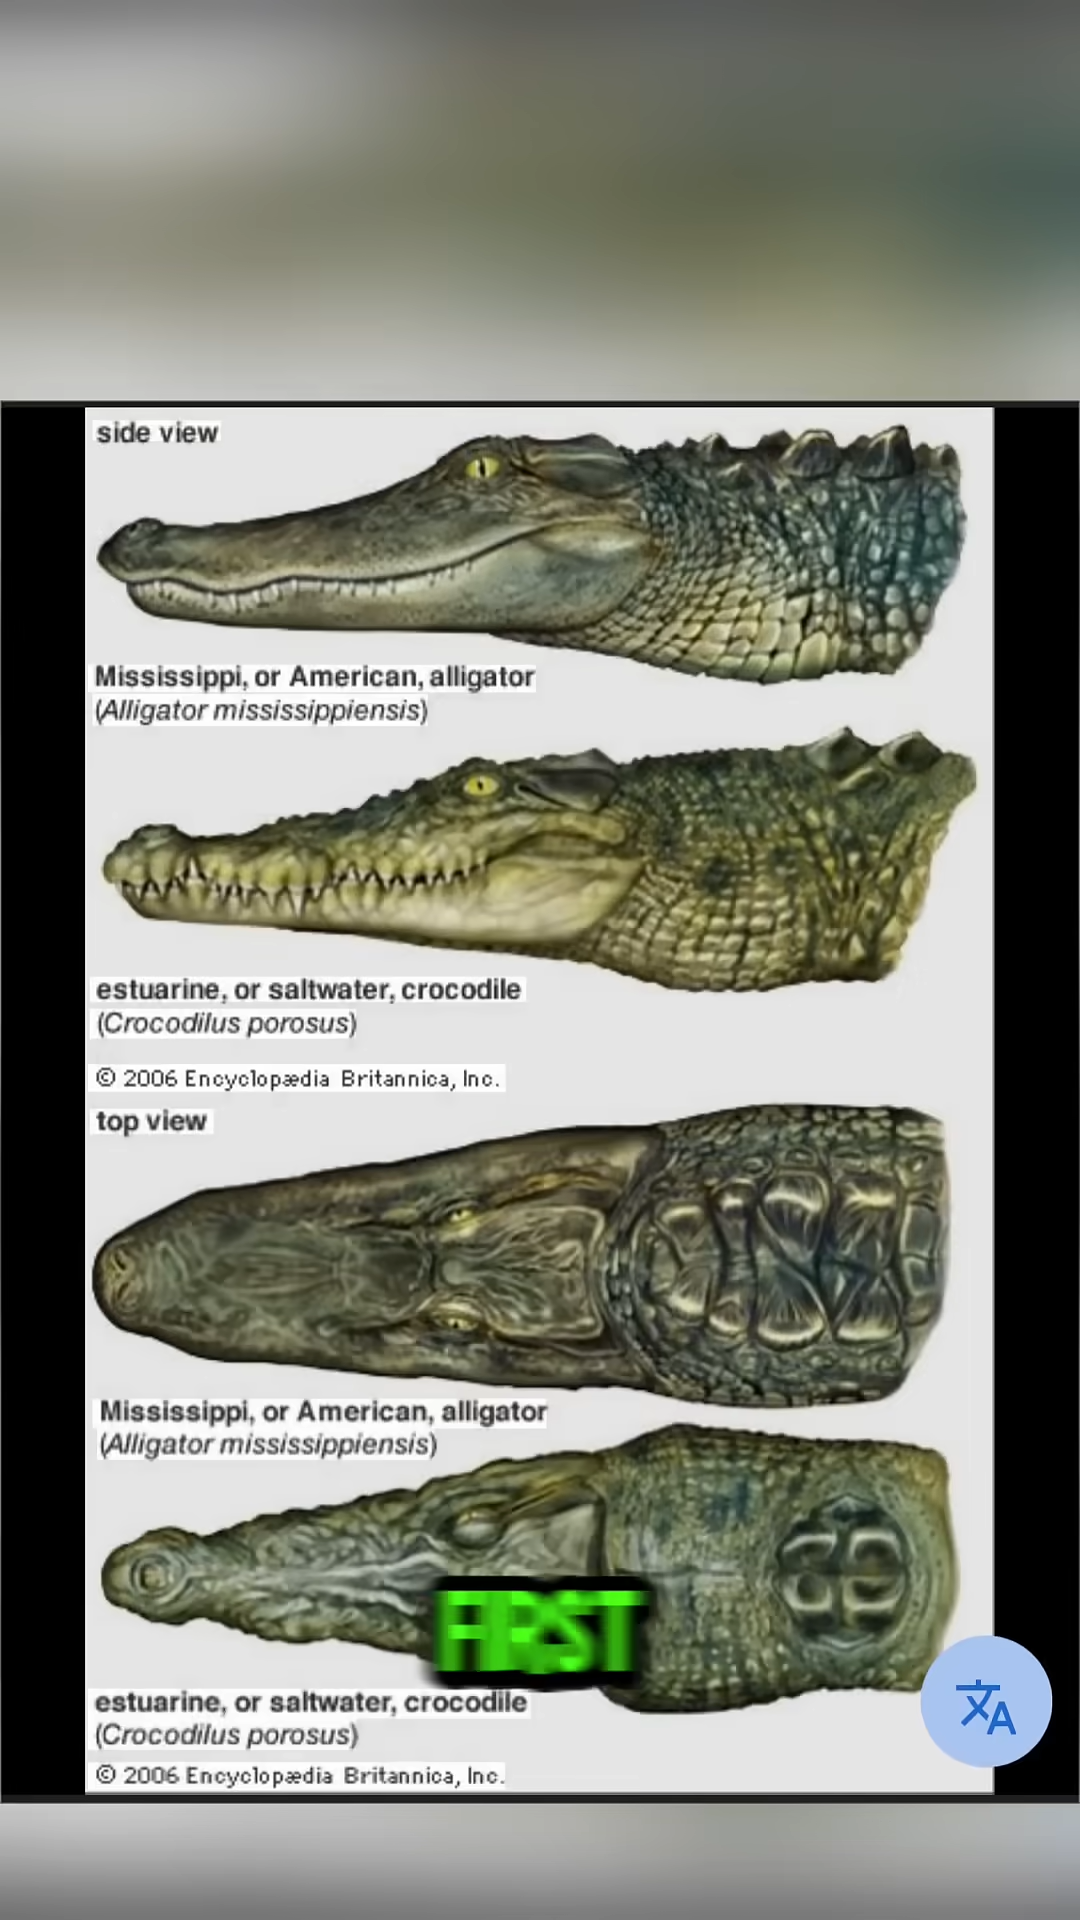 side view
Mississippi, or American, alligator
(Alligator mississippiensis)
estuarine, or saltwater, crocodile
(Crocodilus porosus)
© 2006 Encyclopædia Britannica, Inc.
top view
Mississippi, or American, alligator
(Alligator mississippiensis)
FIRST
estuarine, or saltwater, crocodile
(Crocodilus porosus)
© 2006 Encyclopædia Britannica, Inc.